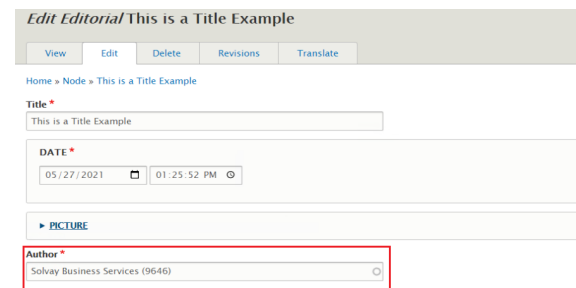 Edit Editorial This is a Title Example
View Edit Delete Revisions Translate
Home » Node » This is a Title Example
Title *
This is a Title Example
DATE *
05/27/2021 01:25:52 PM
► PICTURE
Author *
Solvay Business Services (9646)